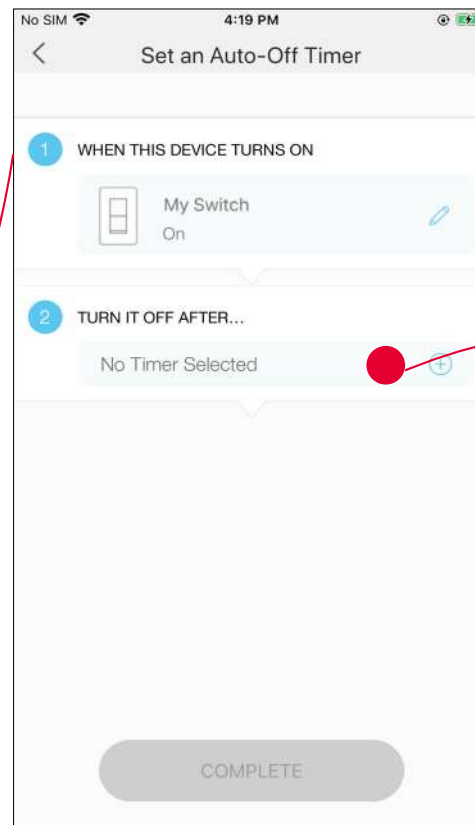 No SIM 4:19 PM
Set an Auto-Off Timer
1 WHEN THIS DEVICE TURNS ON
My Switch
On
2 TURN IT OFF AFTER...
No Timer Selected
COMPLETE